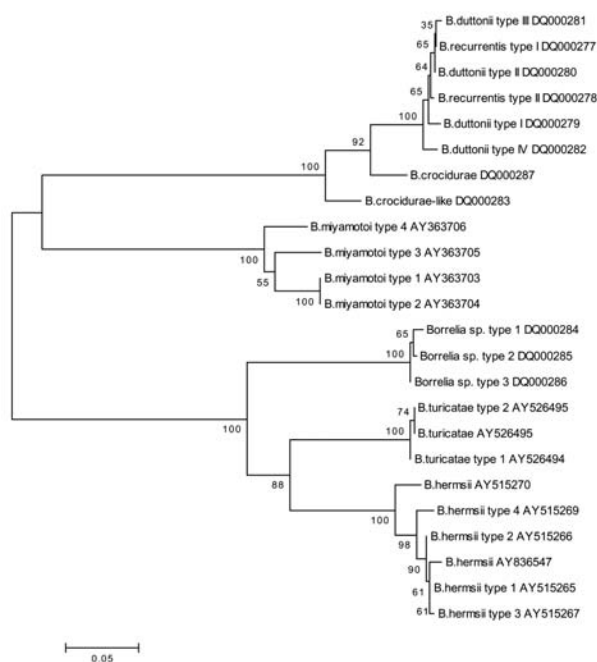 B.duttonii type III DQ000281
35
B.recurrentis type I DQ000277
65
B.duttonii type II DQ000280
64
B.recurrentis type II DQ000278
65
B.duttonii type I DQ000279
100
B.duttonii type IV DQ000282
92
B.crocidurae DQ000287
100
B.crocidurae-like DQ000283
B.miyamotoi type 4 AY363706
100
B.miyamotoi type 3 AY363705
55
B.miyamotoi type 1 AY363703
100
B.miyamotoi type 2 AY363704
Borrelia sp. type 1 DQ000284
65
Borrelia sp. type 2 DQ000285
100
Borrelia sp. type 3 DQ000286
B.turicatae type 2 AY526495
74
B.turicatae AY526495
100
100
B.turicatae type 1 AY526494
88
B.hermsii AY515270
100
B.hermsii type 4 AY515269
98
B.hermsii type 2 AY515266
90
B.hermsii AY836547
61
B.hermsii type 1 AY515265
61
B.hermsii type 3 AY515267
0.05